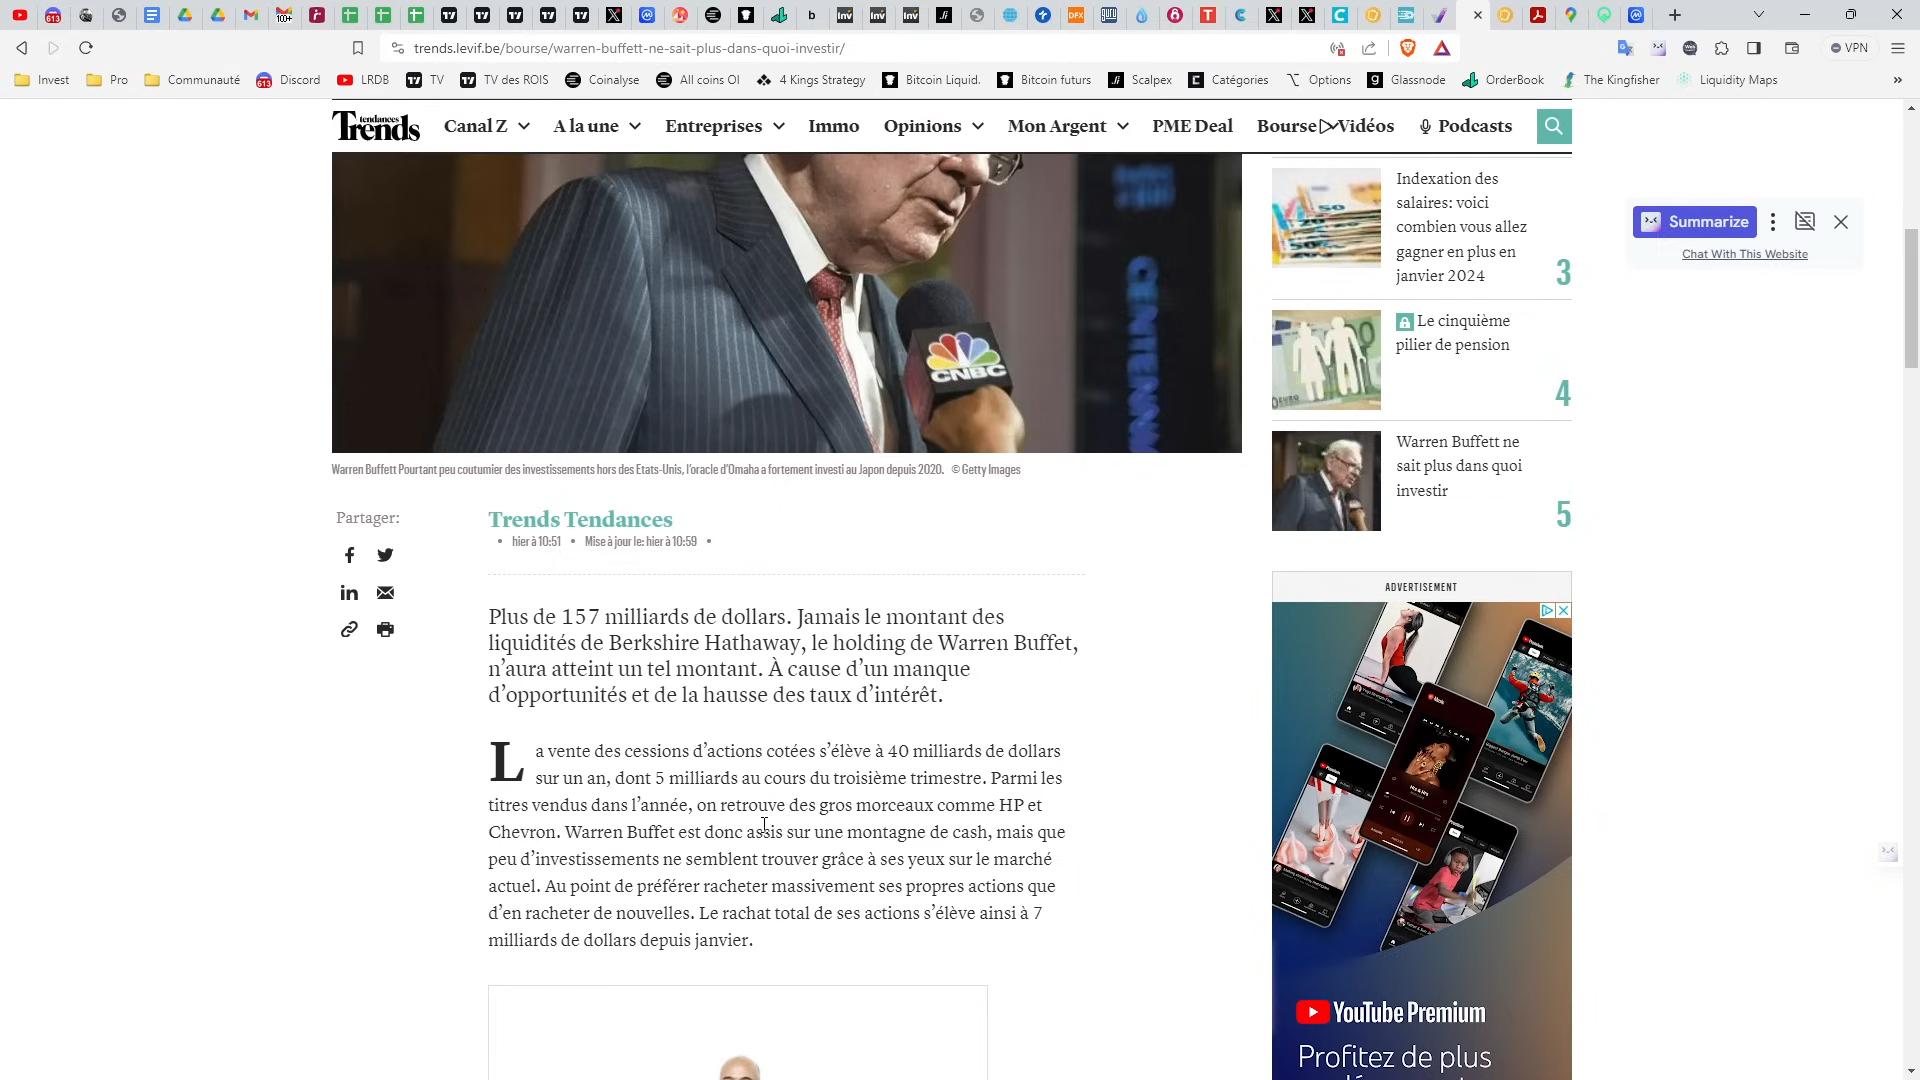 613
10+
b
INV
INV
INV
DFX
guru
T
trends.levif.be/bourse/warren-buffett-ne-sait-plus-dans-quoi-investir/
VPN
Invest
Pro
Communauté
Discord
LRDB
TV
TV des ROIS
Coinalyse
All coins OI
4 Kings Strategy
Bitcoin Liquid.
Bitcoin futurs
Scalpex
Catégories
Options
Glassnode
OrderBook
The Kingfisher
Liquidity Maps
tendances
Trends
Canal Z
A la une
Entreprises
Immo
Opinions
Mon Argent
PME Deal
Bourse
Vidéos
Podcasts
CNBC
Warren Buffett Pourtant peu coutumier des investissements hors des Etats-Unis, l’oracle d’Omaha a fortement investi au Japon depuis 2020. © Getty Images
Partager:
Trends Tendances
• hier à 10:51 • Mise à jour le: hier à 10:59 •
Plus de 157 milliards de dollars. Jamais le montant des
liquidités de Berkshire Hathaway, le holding de Warren Buffet,
n’aura atteint un tel montant. À cause d’un manque
d’opportunités et de la hausse des taux d’intérêt.
La vente des cessions d’actions cotées s’élève à 40 milliards de dollars
sur un an, dont 5 milliards au cours du troisième trimestre. Parmi les
titres vendus dans l’année, on retrouve des gros morceaux comme HP et
Chevron. Warren Buffet est donc assis sur une montagne de cash, mais que
peu d’investissements ne semblent trouver grâce à ses yeux sur le marché
actuel. Au point de préférer racheter massivement ses propres actions que
d’en racheter de nouvelles. Le rachat total de ses actions s’élève ainsi à 7
milliards de dollars depuis janvier.
Indexation des
salaires: voici
combien vous allez
gagner en plus en
janvier 2024
3
Le cinquième
pilier de pension
4
Warren Buffett ne
sait plus dans quoi
investir
5
ADVERTISEMENT
YouTube Premium
Profitez de plus
Summarize
Chat With This Website